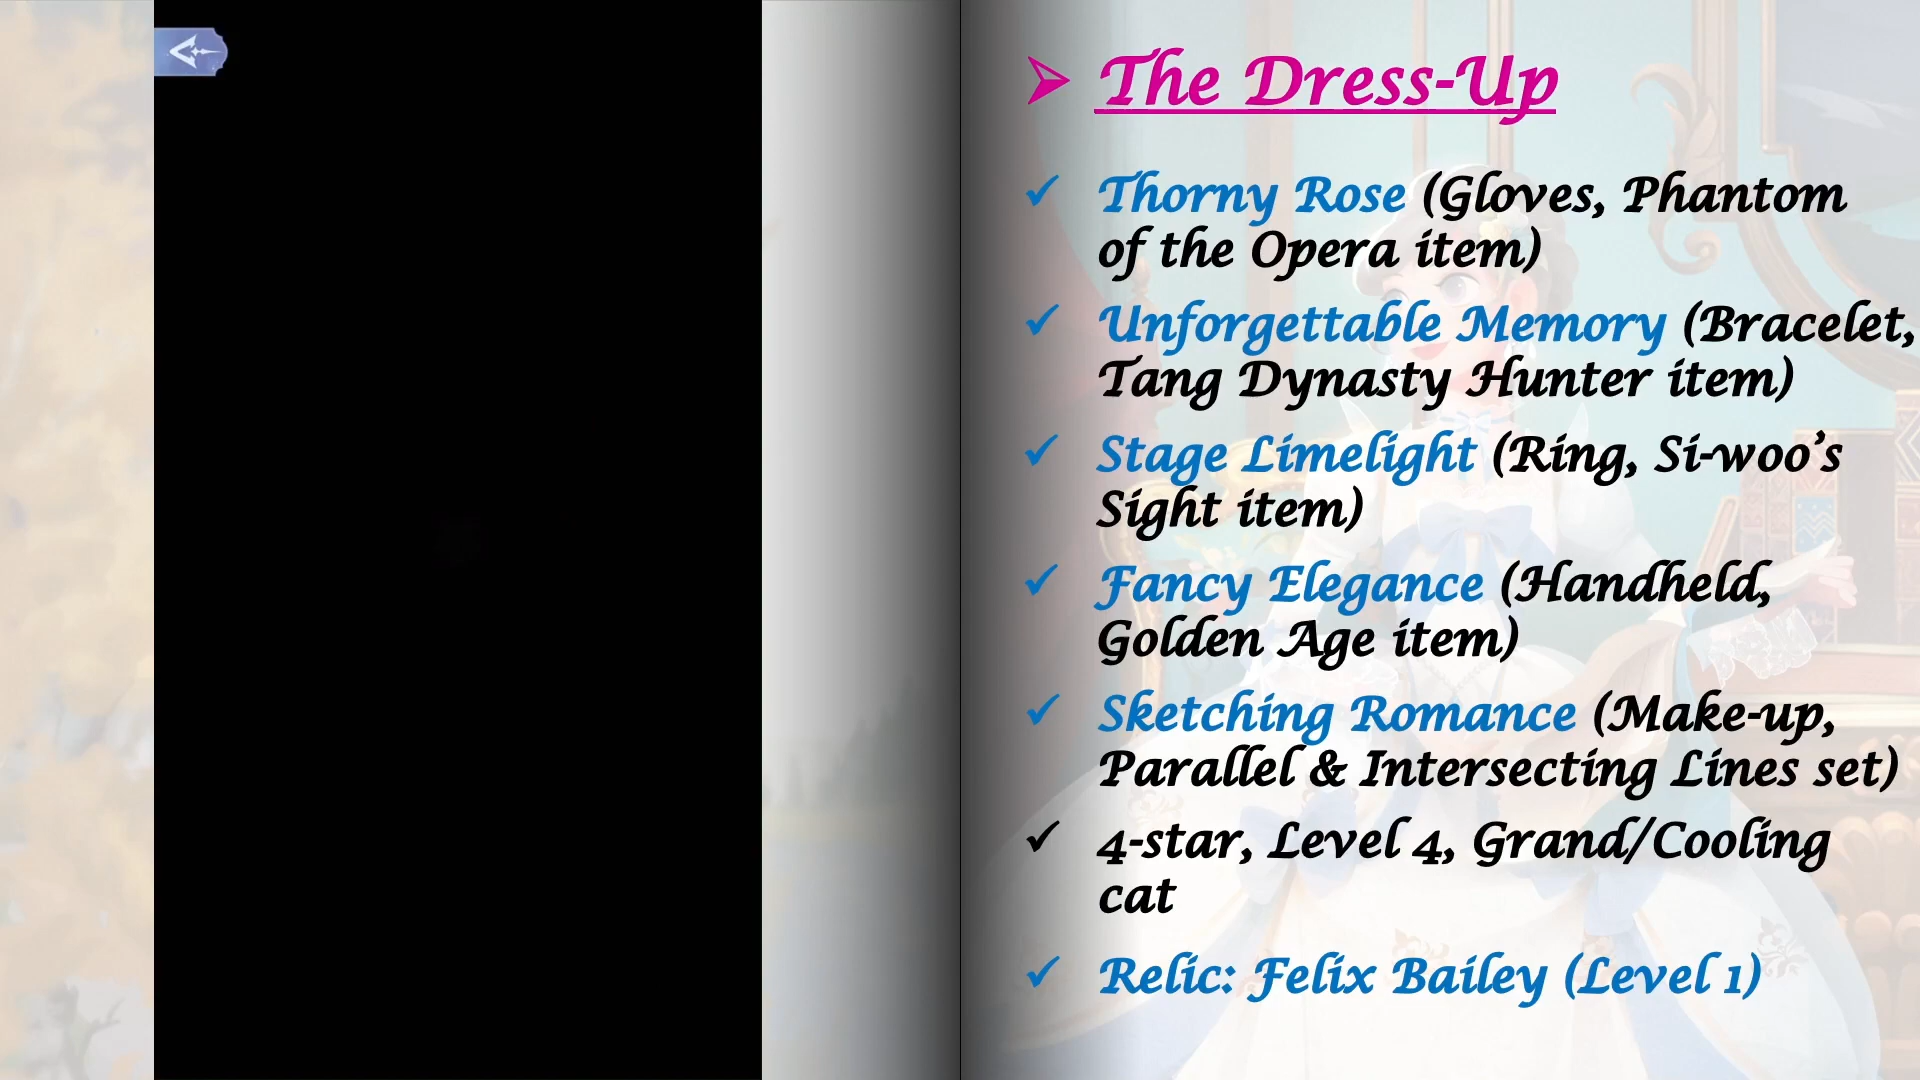 The Dress-Up
Thorny Rose (Gloves, Phantom
of the Opera item)
Unforgettable Memory (Bracelet,
Tang Dynasty Hunter item)
Stage Limelight (Ring, Si-woo’s
Sight item)
Fancy Elegance (Handheld,
Golden Age item)
Sketching Romance (Make-up,
Parallel & Intersecting Lines set)
4-star, Level 4, Grand/Cooling
cat
Relic: Felix Bailey (Level 1)